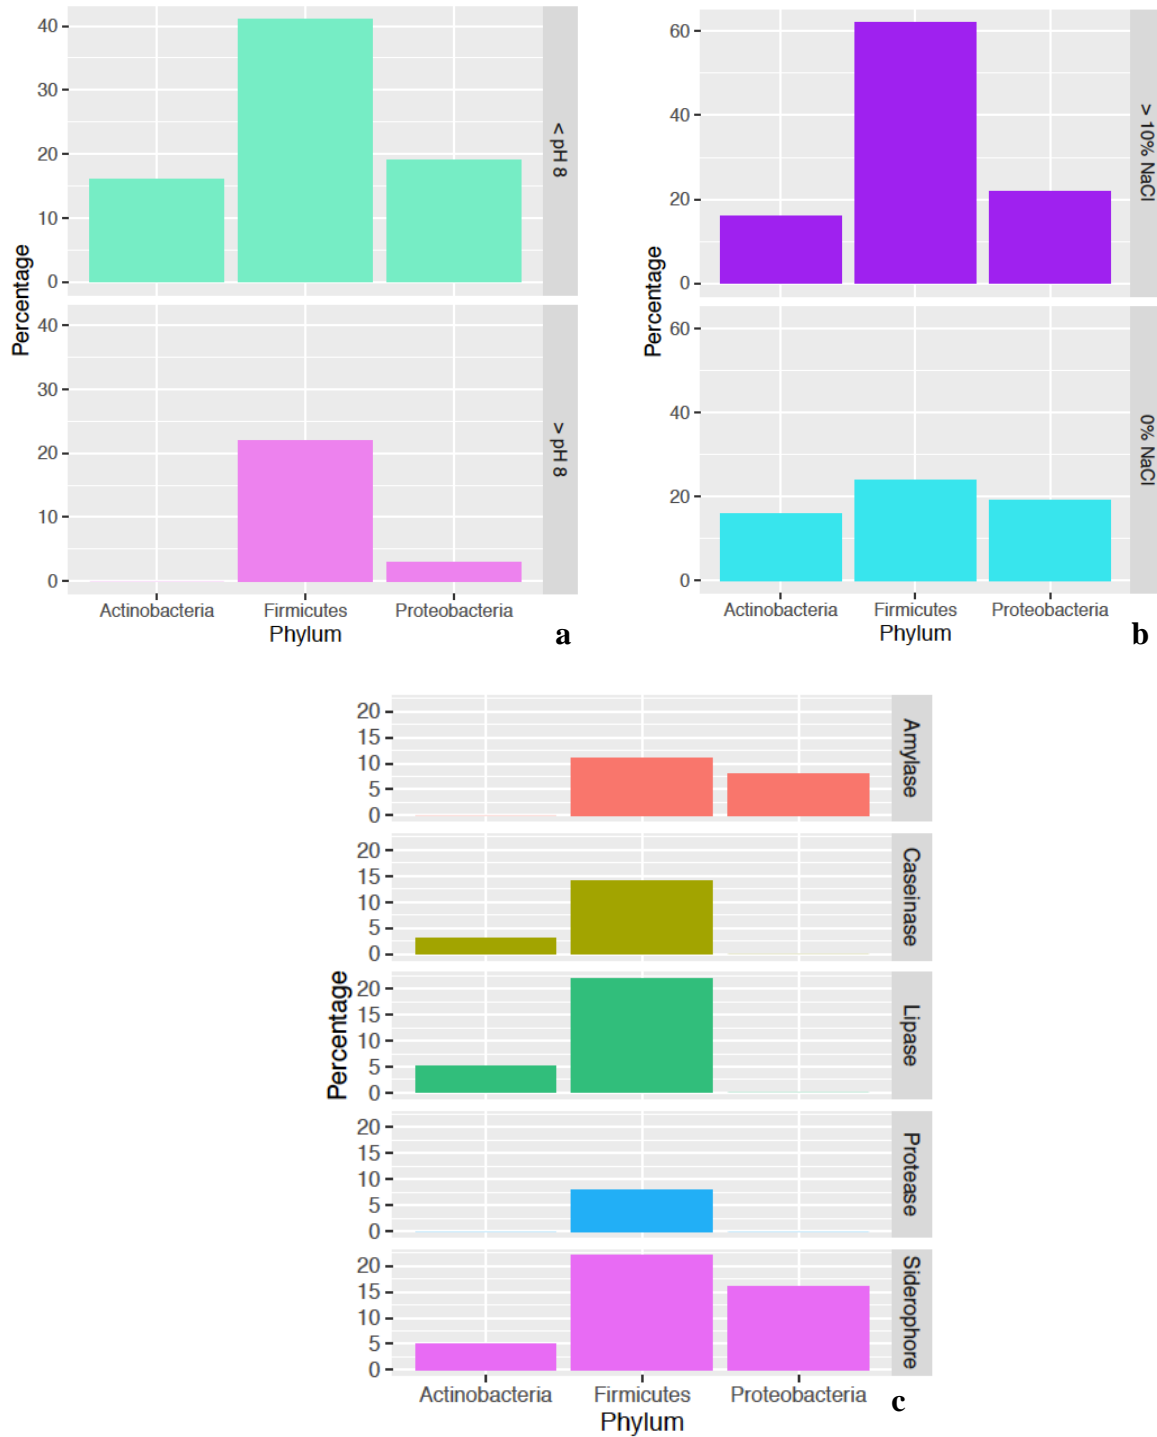 40
30
20
10
0
< pH 8
40
30
20
10
0
> pH 8
Percentage
Actinobacteria Firmicutes Proteobacteria
Phylum
a
60
40
20
0
> 10% NaCl
60
40
20
0
0% NaCl
Percentage
Actinobacteria Firmicutes Proteobacteria
Phylum
b
20
15
10
5
0
Amylase
20
15
10
5
0
Caseinase
20
15
10
5
0
Lipase
20
15
10
5
0
Protease
20
15
10
5
0
Siderophore
Percentage
Actinobacteria Firmicutes Proteobacteria
Phylum
c